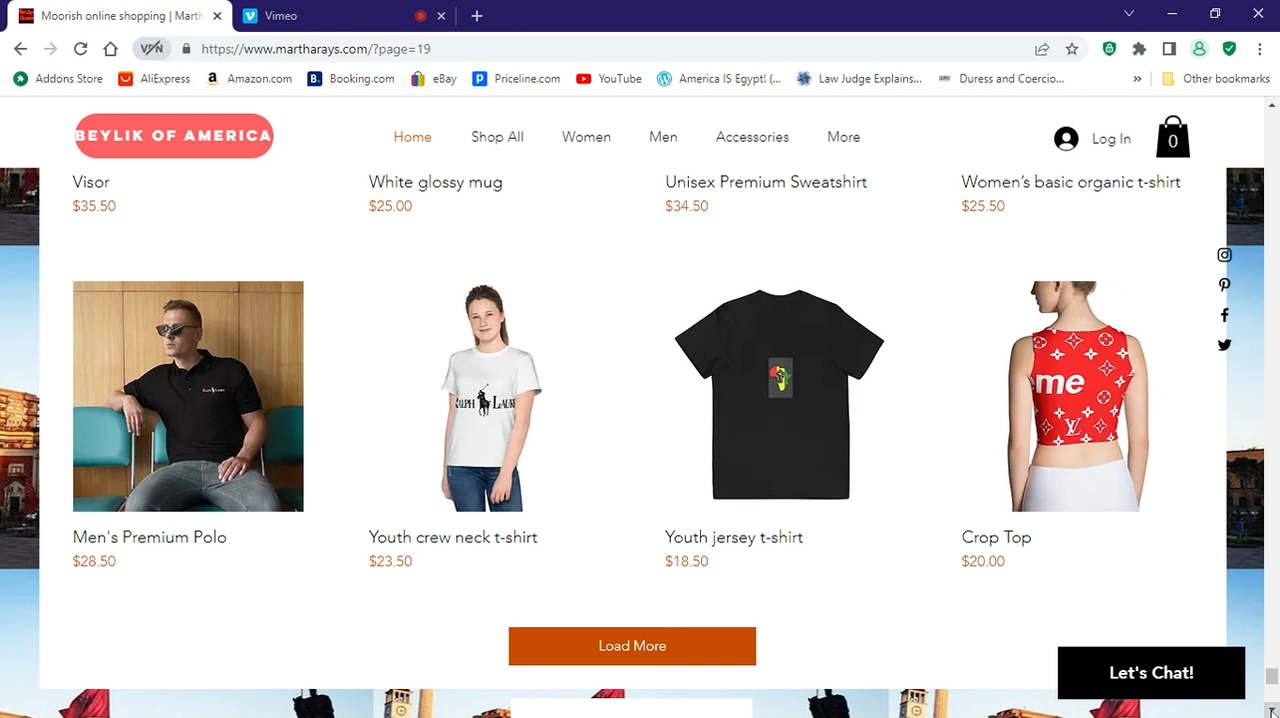 Moorish online shopping | Marth
Vimeo
VPN
https://www.martharays.com/?page=19
Addons Store
AliExpress
Amazon.com
Booking.com
eBay
Priceline.com
YouTube
America IS Egypt! (...
Law Judge Explains...
Duress and Coercio...
»
Other bookmarks
BEYLIK OF AMERICA
Home
Shop All
Women
Men
Accessories
More
Log In
0
Visor
White glossy mug
Unisex Premium Sweatshirt
Women’s basic organic t-shirt
$35.50
$25.00
$34.50
$25.50
me
LV
Men's Premium Polo
Youth crew neck t-shirt
Youth jersey t-shirt
Crop Top
$28.50
$23.50
$18.50
$20.00
Load More
Let's Chat!